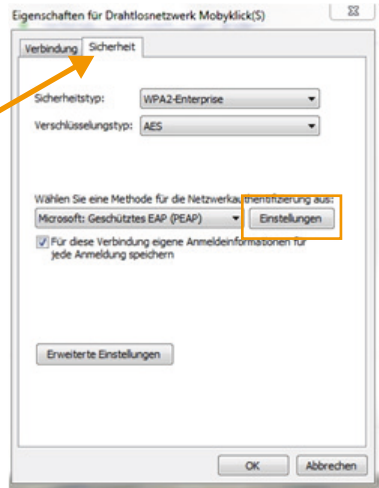 Eigenschaften für Drahtlosnetzwerk Mobyklick(S)
Verbindung Sicherheit
Sicherheitstyp: WPA2-Enterprise
Verschlüsselungstyp: AES
Wählen Sie eine Methode für die Netzwerkauthentifizierung aus:
Microsoft: Geschütztes EAP (PEAP) Einstellungen
Für diese Verbindung eigene Anmeldeinformationen für
jede Anmeldung speichern
Erweiterte Einstellungen
OK Abbrechen